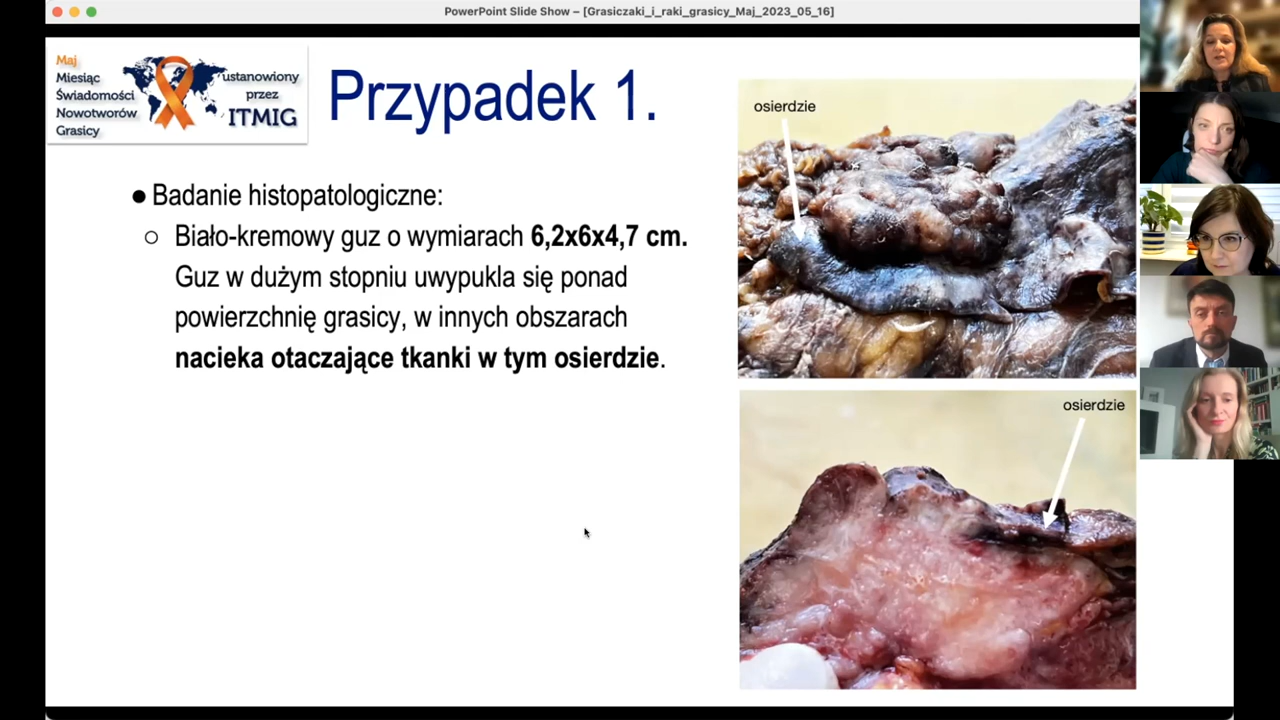 PowerPoint Slide Show – [Grasiczaki_i_raki_grasicy_Maj_2023_05_16]
Maj
Miesiąc
Świadomości
Nowotworów
Grasicy
ustanowiony
przez
ITMIG
Przypadek 1.
● Badanie histopatologiczne:
○ Biało-kremowy guz o wymiarach 6,2x6x4,7 cm.
Guz w dużym stopniu uwypukla się ponad
powierzchnię grasicy, w innych obszarach
nacieka otaczające tkanki w tym osierdzie.
osierdzie
osierdzie